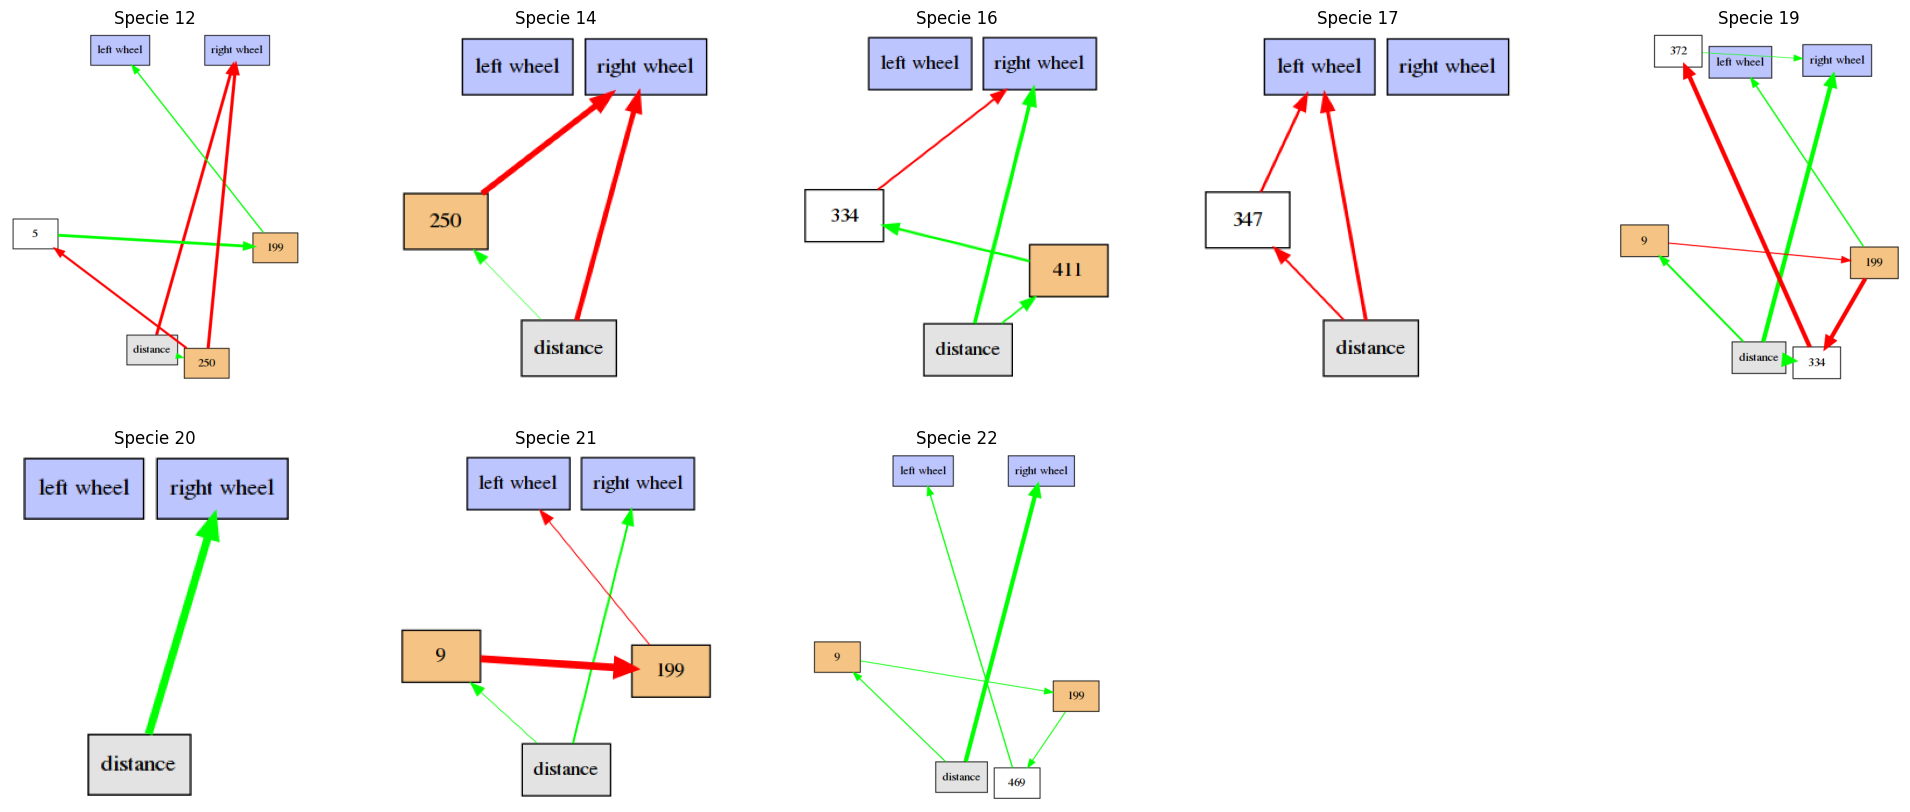 Specie 12
left wheel
right wheel
5
199
distance
250
Specie 14
left wheel
right wheel
250
distance
Specie 16
left wheel
right wheel
334
411
distance
Specie 17
left wheel
right wheel
347
distance
Specie 19
372
left wheel
right wheel
9
199
distance
334
Specie 20
left wheel
right wheel
distance
Specie 21
left wheel
right wheel
9
199
distance
Specie 22
left wheel
right wheel
9
199
distance
469